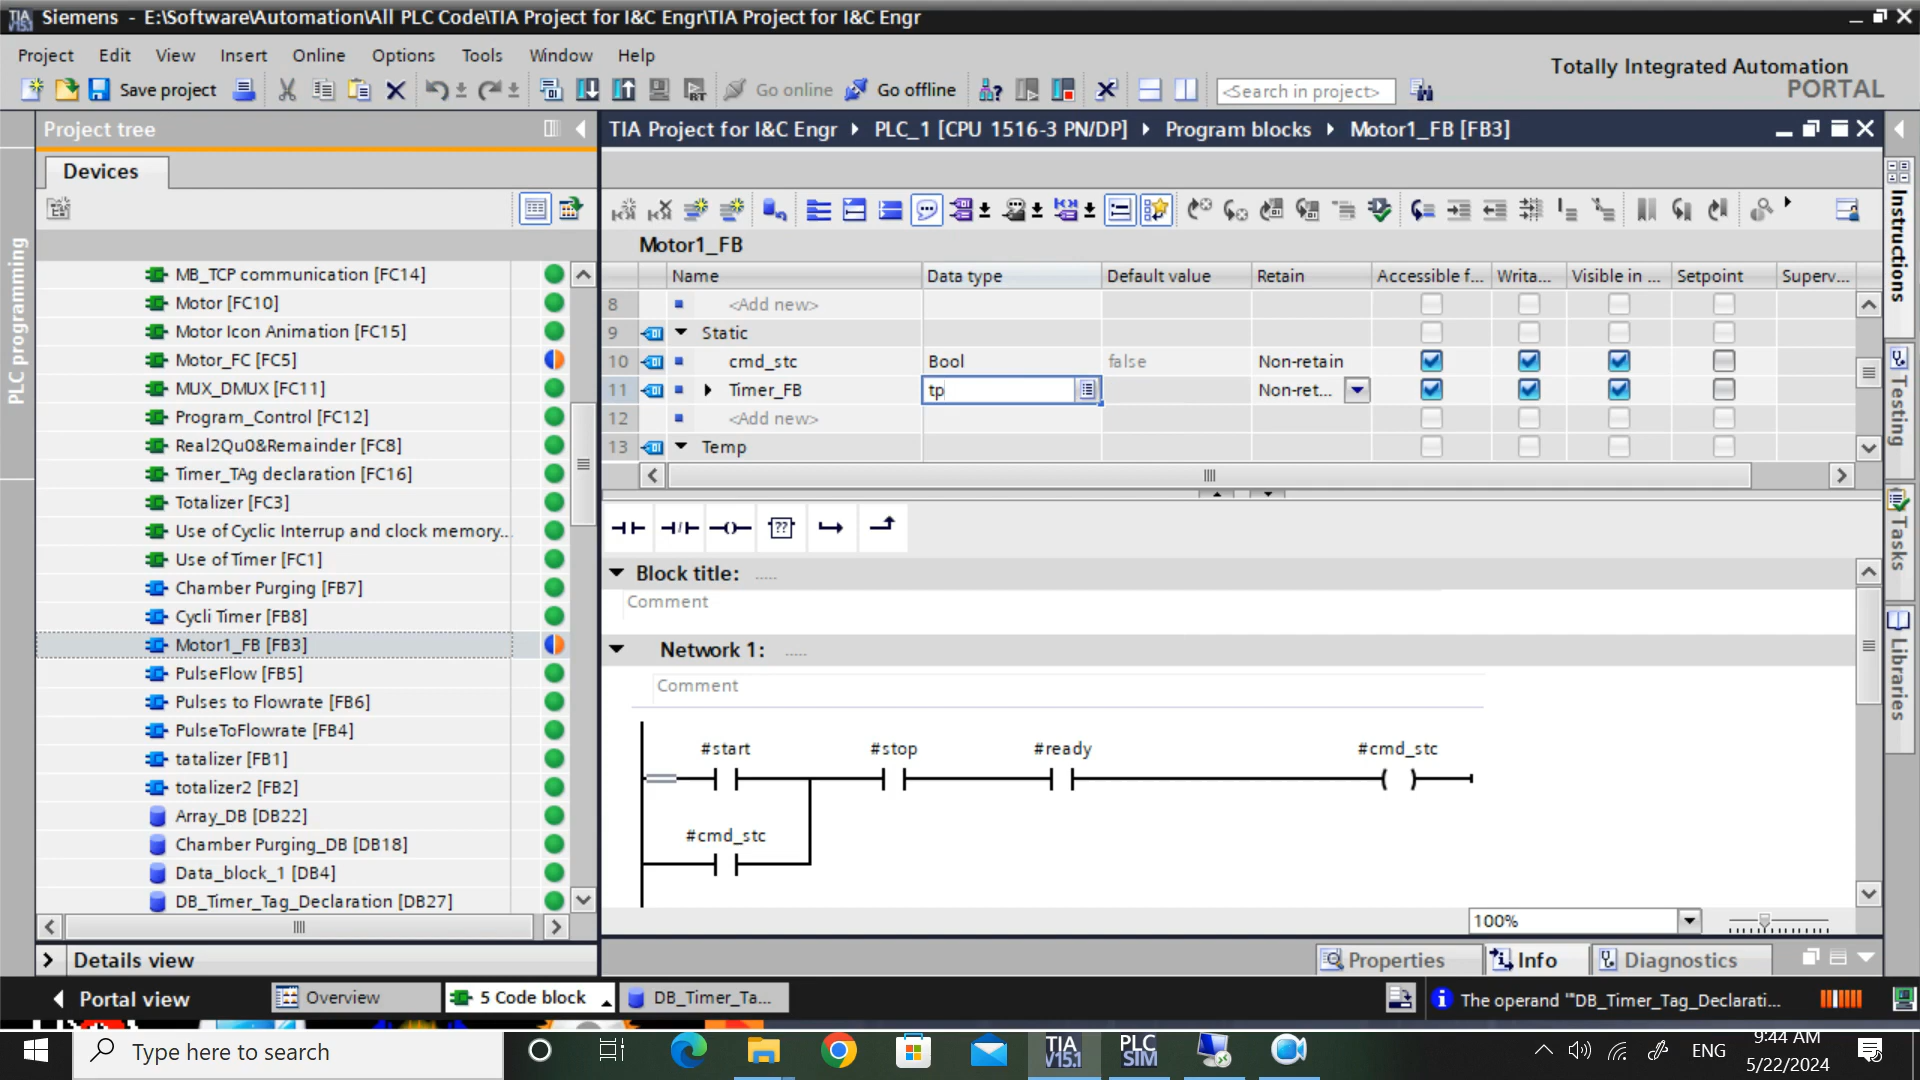 TIA V15.1 Siemens - E:\Software\Automation\All PLC Code\TIA Project for I&C Engr\TIA Project for I&C Engr
Project Edit View Insert Online Options Tools Window Help
Totally Integrated Automation
PORTAL
Save project Go online Go offline <Search in project>
Project tree
TIA Project for I&C Engr PLC_1 [CPU 1516-3 PN/DP] Program blocks Motor1_FB [FB3]
Devices
PLC programming
MB_TCP communication [FC14]
Motor [FC10]
Motor Icon Animation [FC15]
Motor_FC [FC5]
MUX_DMUX [FC11]
Program_Control [FC12]
Real2Qu0&Remainder [FC8]
Timer_TAg declaration [FC16]
Totalizer [FC3]
Use of Cyclic Interrup and clock memory...
Use of Timer [FC1]
Chamber Purging [FB7]
Cycli Timer [FB8]
Motor1_FB [FB3]
PulseFlow [FB5]
Pulses to Flowrate [FB6]
PulseToFlowrate [FB4]
tatalizer [FB1]
totalizer2 [FB2]
Array_DB [DB22]
Chamber Purging_DB [DB18]
Data_block_1 [DB4]
DB_Timer_Tag_Declaration [DB27]
Details view
Motor1_FB
Name Data type Default value Retain Accessible f... Writa... Visible in ... Setpoint Superv...
8 <Add new>
9 Static
10 cmd_stc Bool false Non-retain
11 Timer_FB tp Non-ret...
12 <Add new>
13 Temp
??
Block title: .....
Comment
Network 1: .....
Comment
#start #stop #ready #cmd_stc
#cmd_stc
100%
Properties Info Diagnostics
Instructions
Testing
Tasks
Libraries
Portal view Overview 5 Code block DB_Timer_Ta... The operand '"DB_Timer_Tag_Declarati...
Type here to search
TIA V15.1
PLC SIM
ENG
9:44 AM
5/22/2024